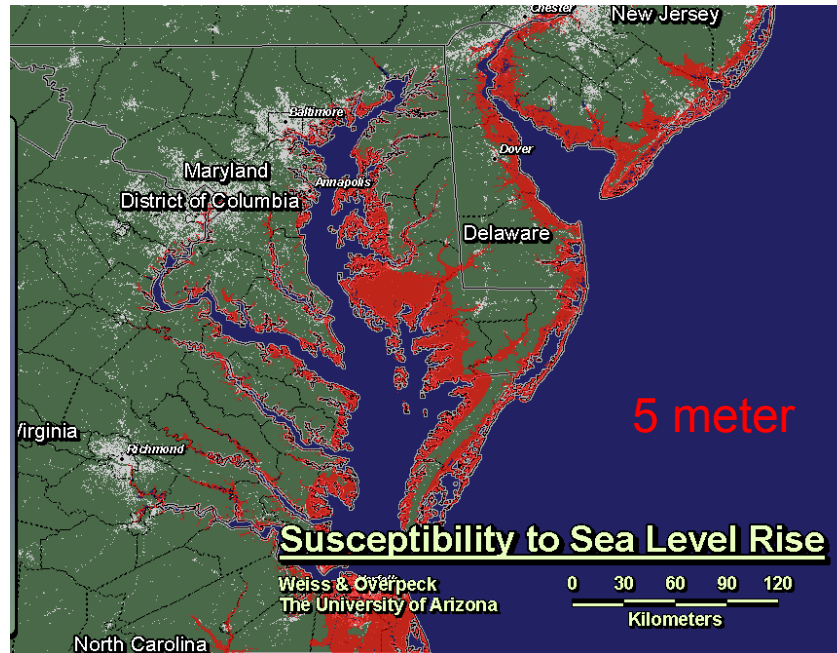 Chester
New Jersey
Baltimore
Dover
Maryland
Annapolis
District of Columbia
Delaware
5 meter
Virginia
Richmond
Susceptibility to Sea Level Rise
Weiss & Overpeck
The University of Arizona
0 30 60 90 120
Kilometers
North Carolina